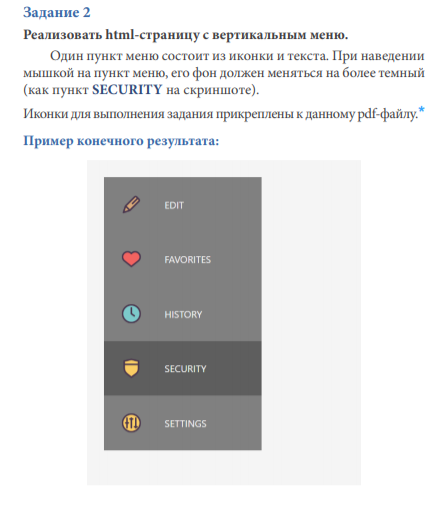 Задание 2
Реализовать html-страницу с вертикальным меню.
Один пункт меню состоит из иконки и текста. При наведении
мышкой на пункт меню, его фон должен меняться на более темный
(как пункт SECURITY на скриншоте).
Иконки для выполнения задания прикреплены к данному pdf-файлу.*
Пример конечного результата:
EDIT
FAVORITES
HISTORY
SECURITY
SETTINGS